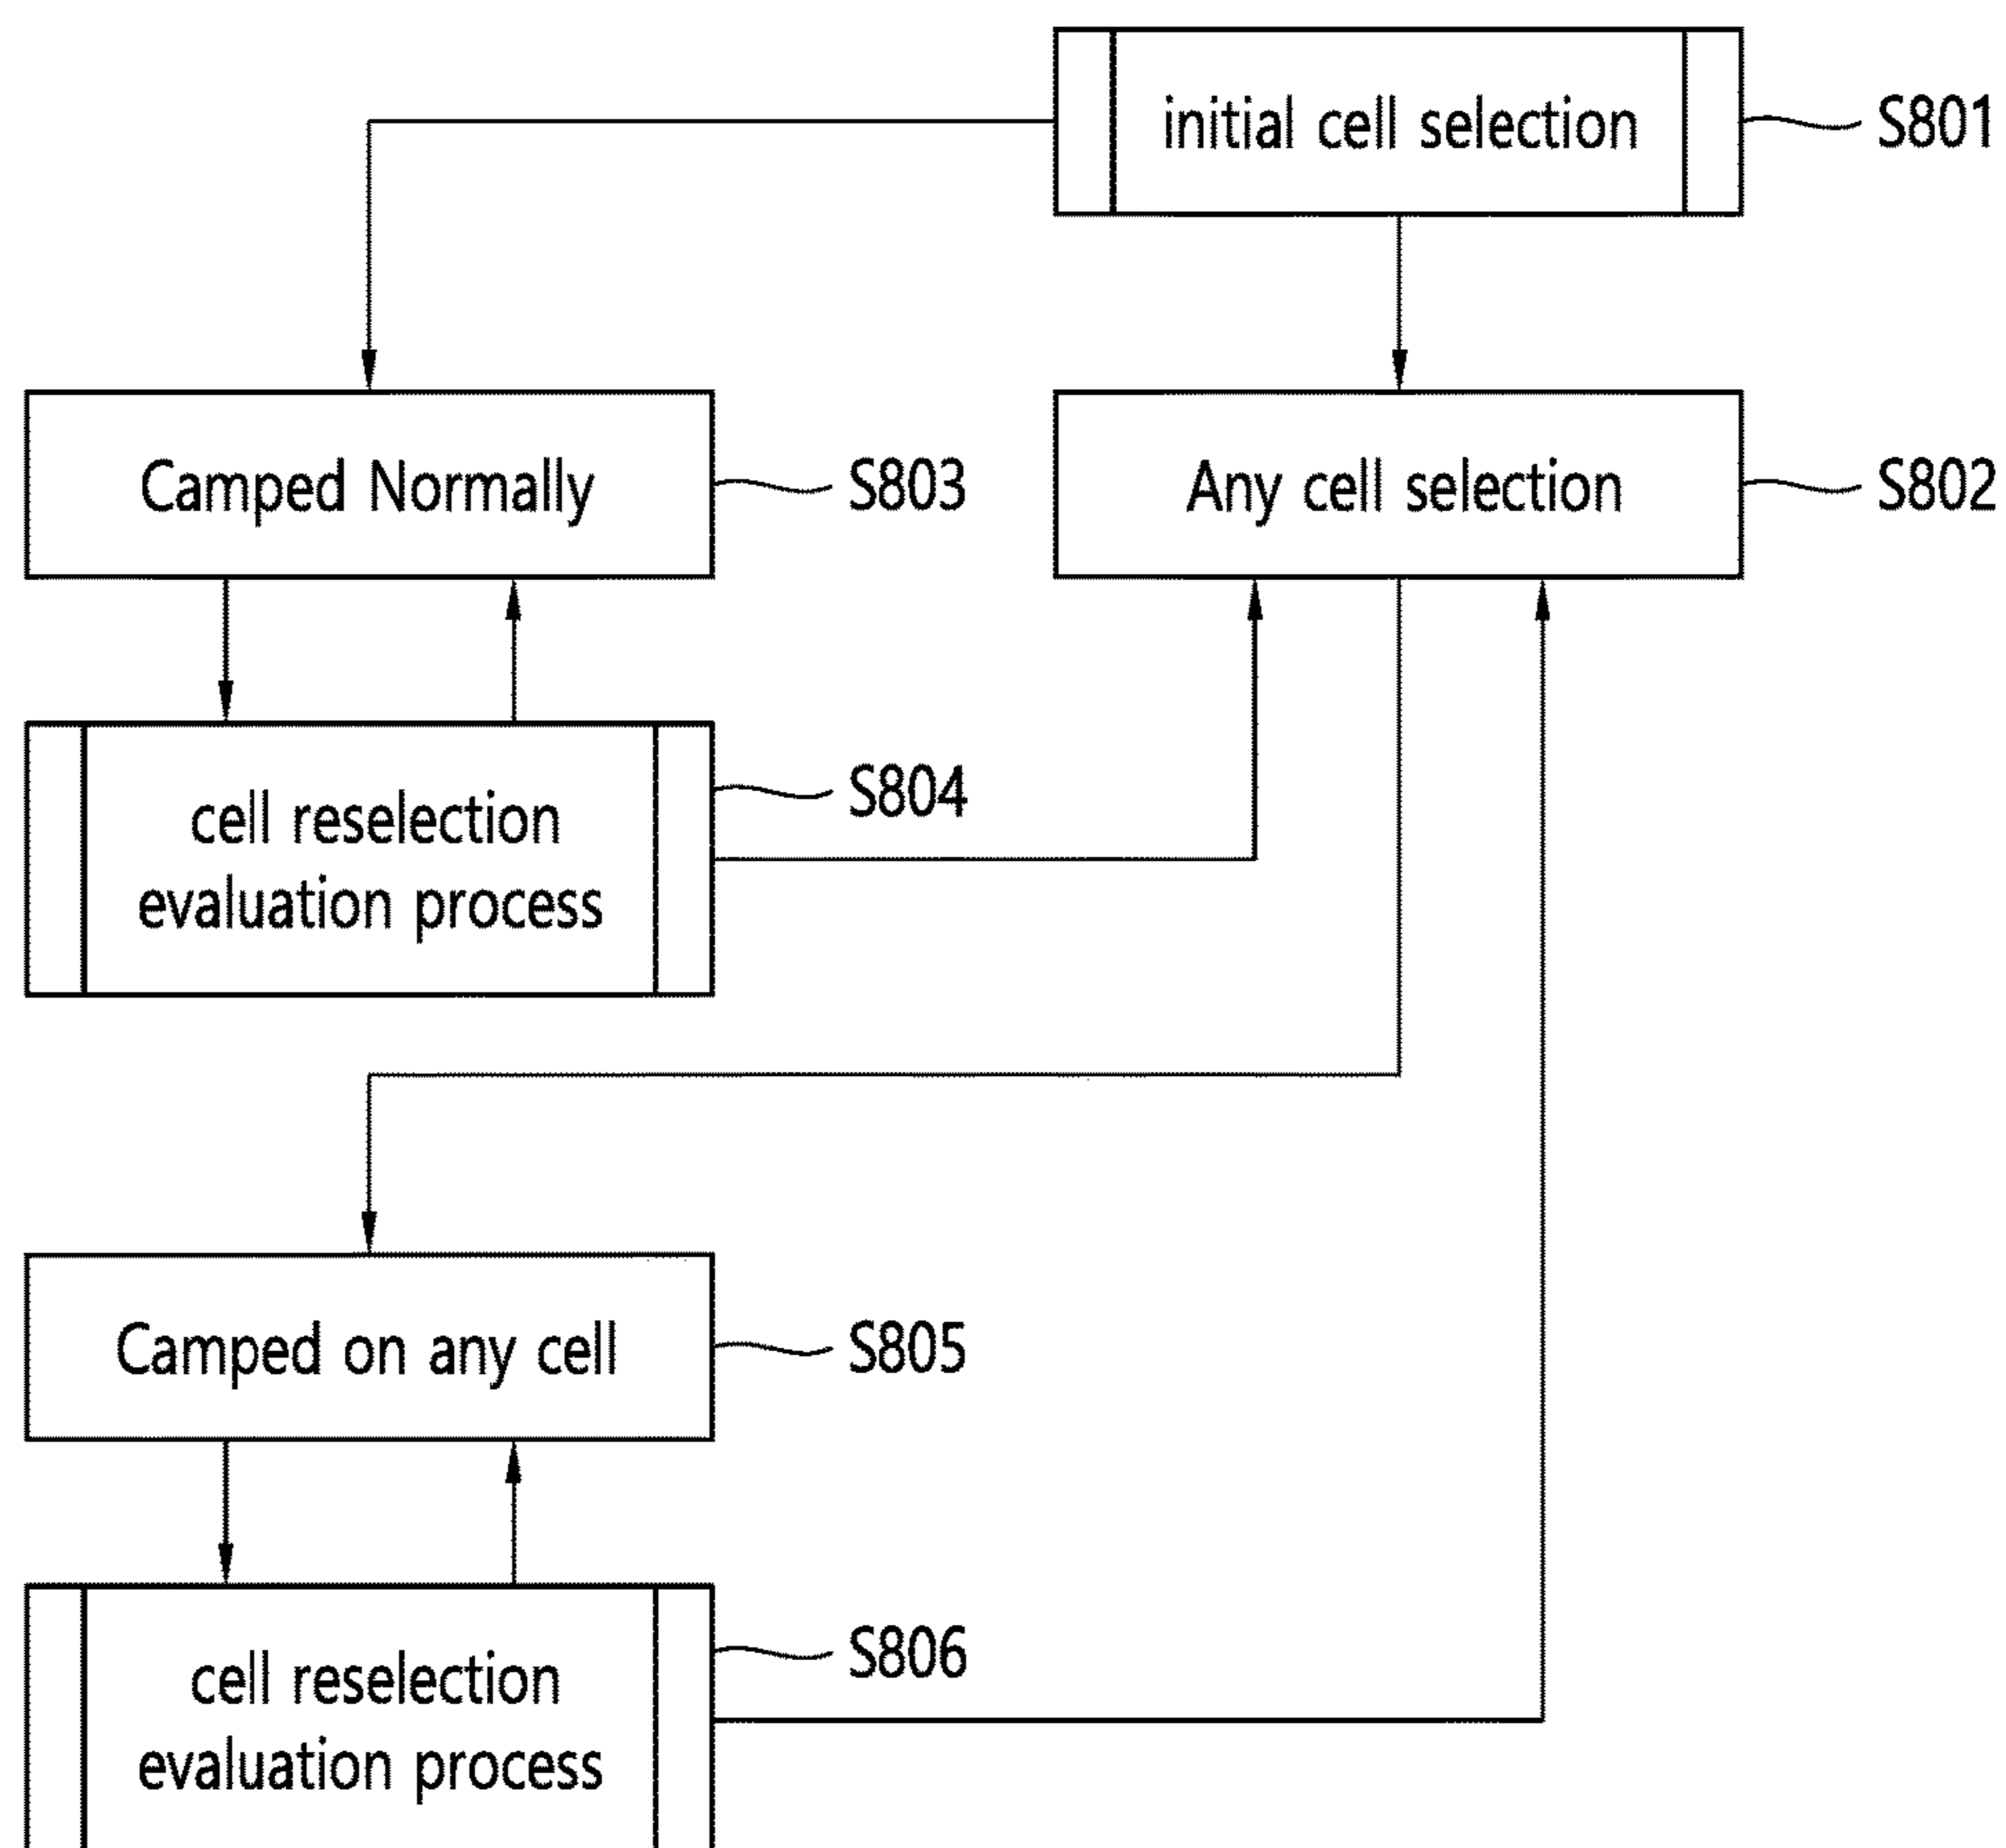 initial cell selection
S801
Camped Normally
S803
Any cell selection
S802
cell reselection
evaluation process
S804
Camped on any cell
S805
cell reselection
evaluation process
S806